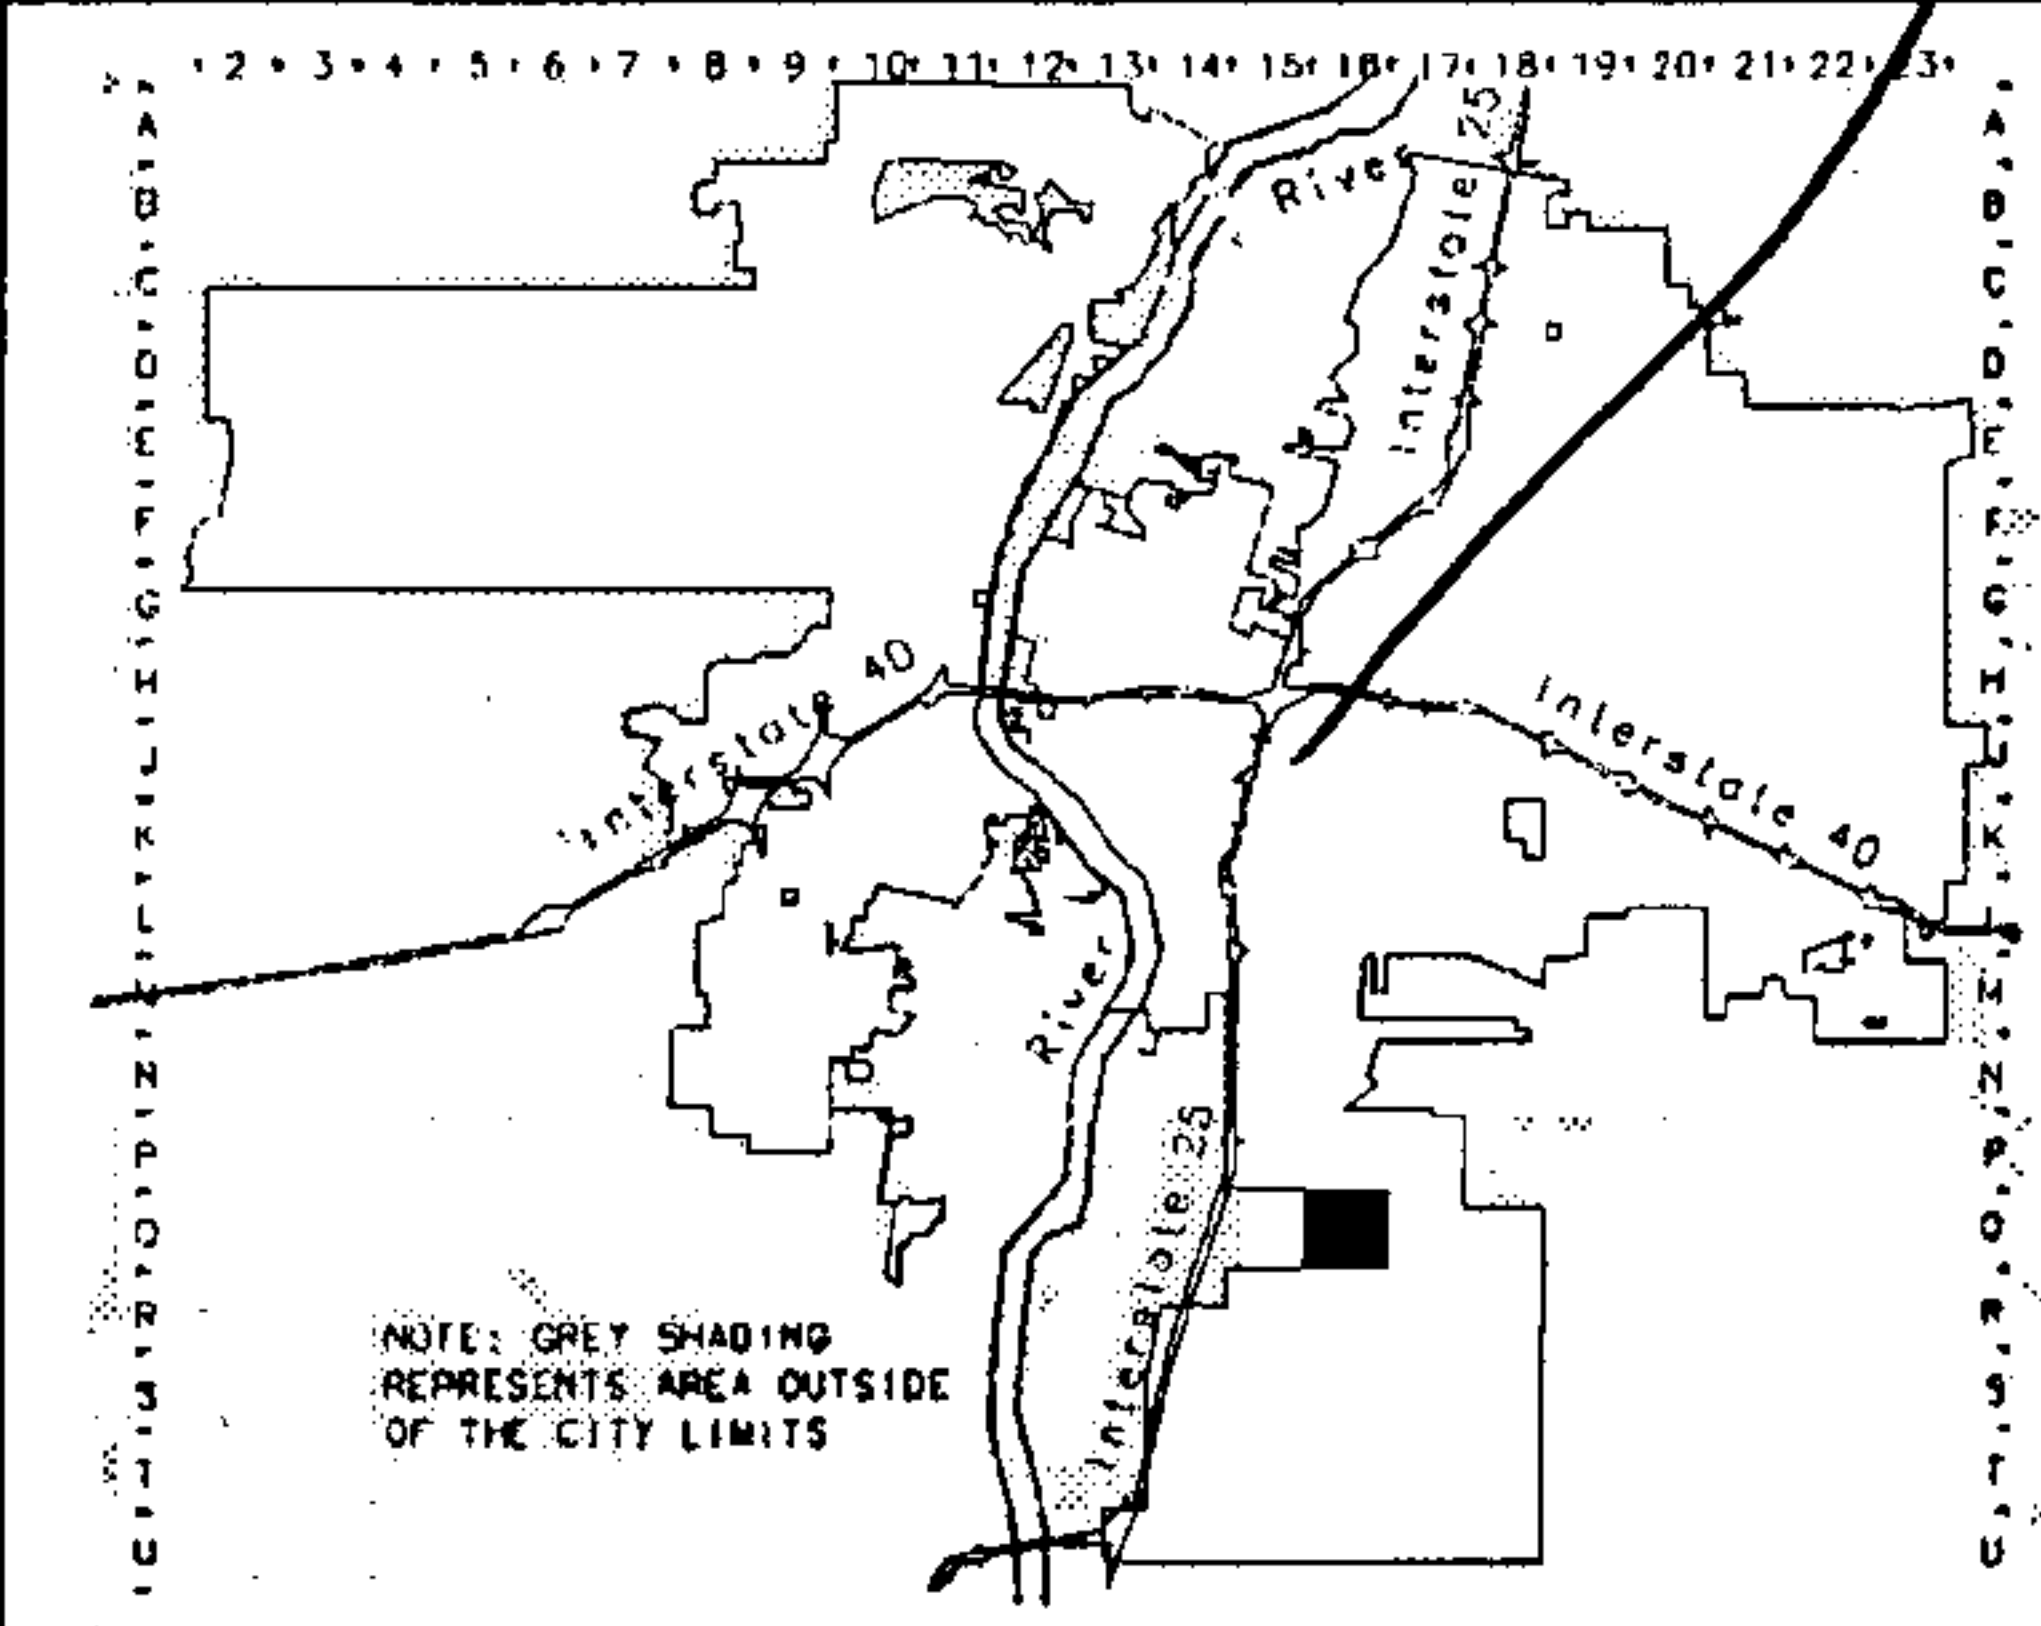 2 3 4 5 6 7 8 9 10 11 12 13 14 15 16 17 18 19 20 21 22 23
A
B
C
D
E
F
G
H
J
K
L
M
N
P
Q
R
S
T
U
A
B
C
D
E
F
G
H
J
K
L
M
N
P
Q
R
S
T
U
River
Interstate 25
Interstate 40
Interstate 40
River
Interstate 25
NOTE: GREY SHADING
REPRESENTS AREA OUTSIDE
OF THE CITY LIMITS